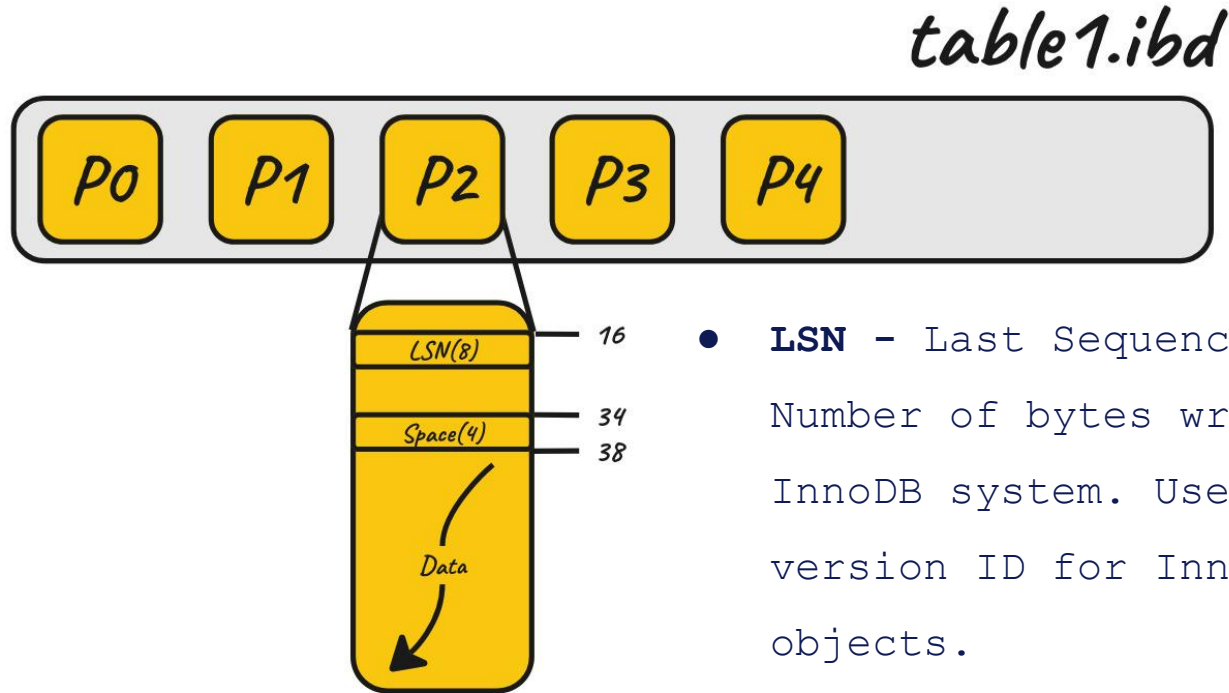 table1.ibd
P0 P1 P2 P3 P4
LSN(8)
16
34
Space(4)
38
Data
● LSN - Last Sequenc
Number of bytes wr
InnoDB system. Use
version ID for Inn
objects.